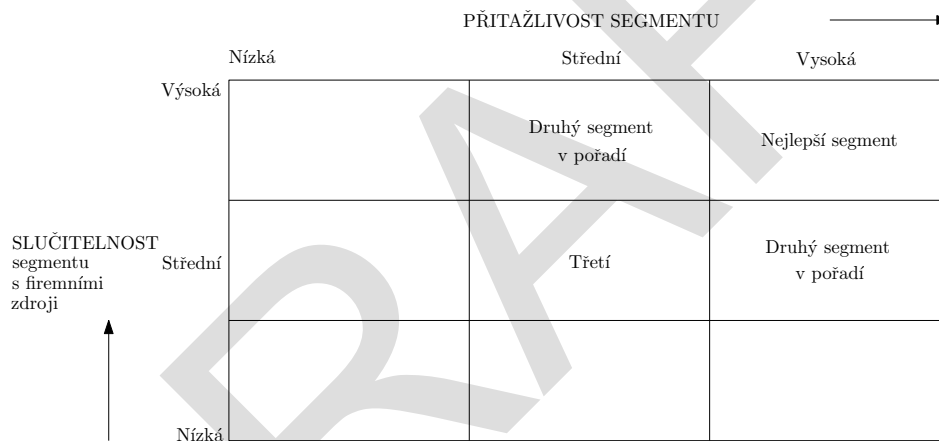 PŘITAŽLIVOST SEGMENTU
Nízká Střední Vysoká
Výsoká
Druhý segment
v pořadí
Nejlepší segment
SLUČITELNOST
segmentu
s firemními
zdroji
Střední
Třetí
Druhý segment
v pořadí
Nízká